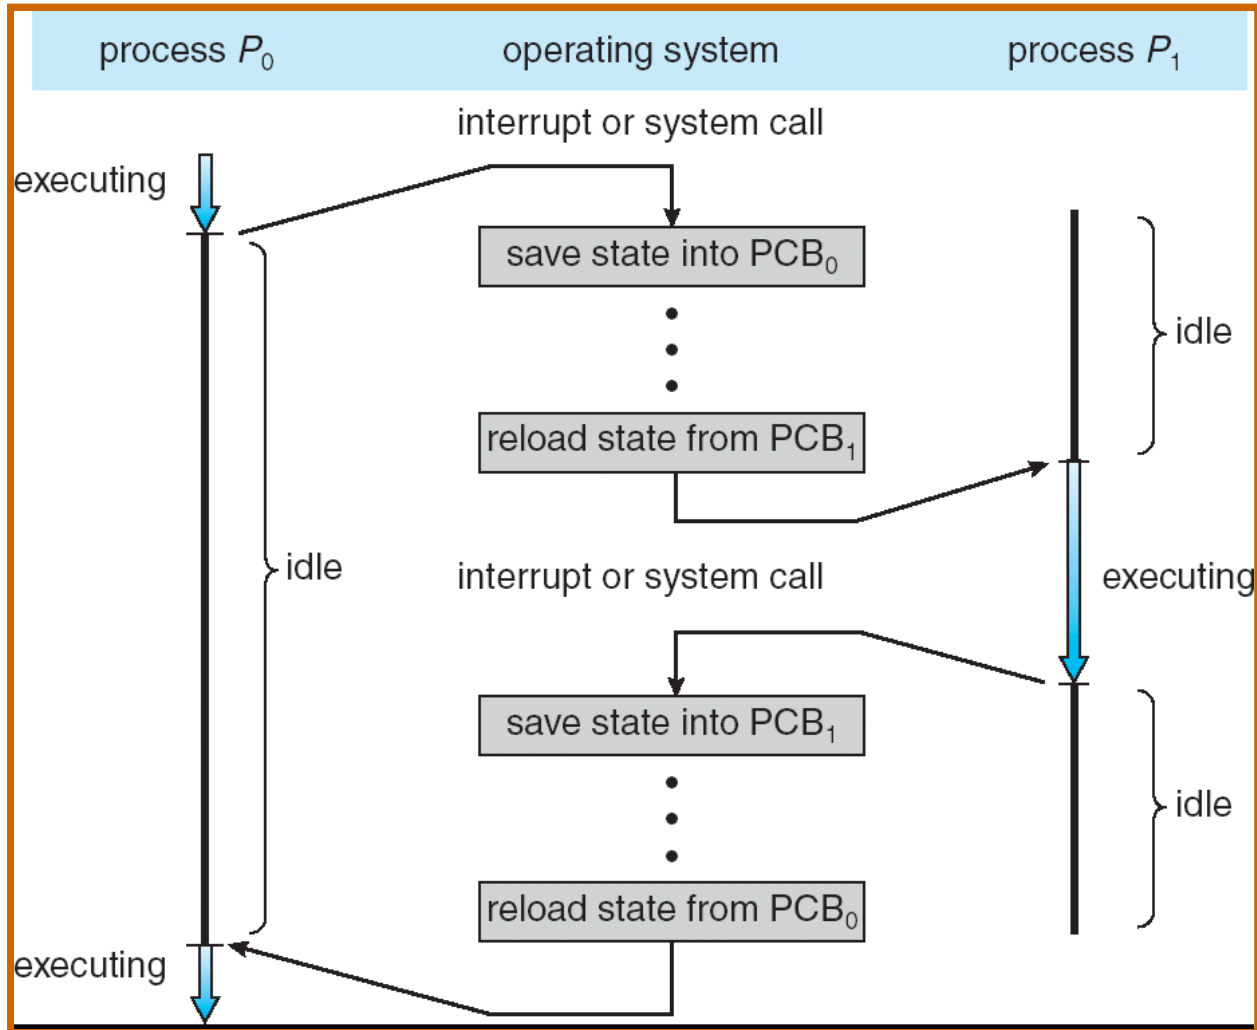 process P₀
operating system
process P₁
interrupt or system call
executing
save state into PCB₀
idle
reload state from PCB₁
idle
interrupt or system call
executing
save state into PCB₁
idle
reload state from PCB₀
executing